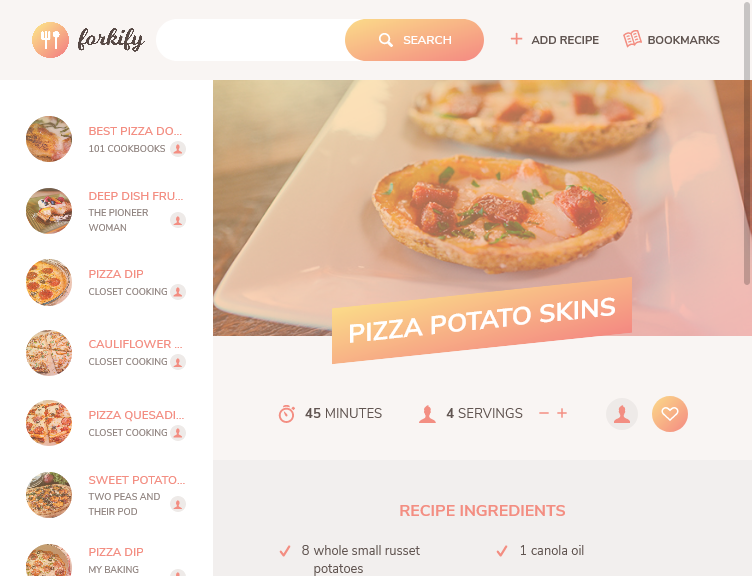 forkify
SEARCH
ADD RECIPE
BOOKMARKS
BEST PIZZA DO...
101 COOKBOOKS
DEEP DISH FRU...
THE PIONEER
WOMAN
PIZZA DIP
CLOSET COOKING
CAULIFLOWER ...
CLOSET COOKING
PIZZA QUESADI...
CLOSET COOKING
SWEET POTATO...
TWO PEAS AND
THEIR POD
PIZZA DIP
MY BAKING
PIZZA POTATO SKINS
45 MINUTES
4 SERVINGS
RECIPE INGREDIENTS
8 whole small russet
potatoes
1 canola oil